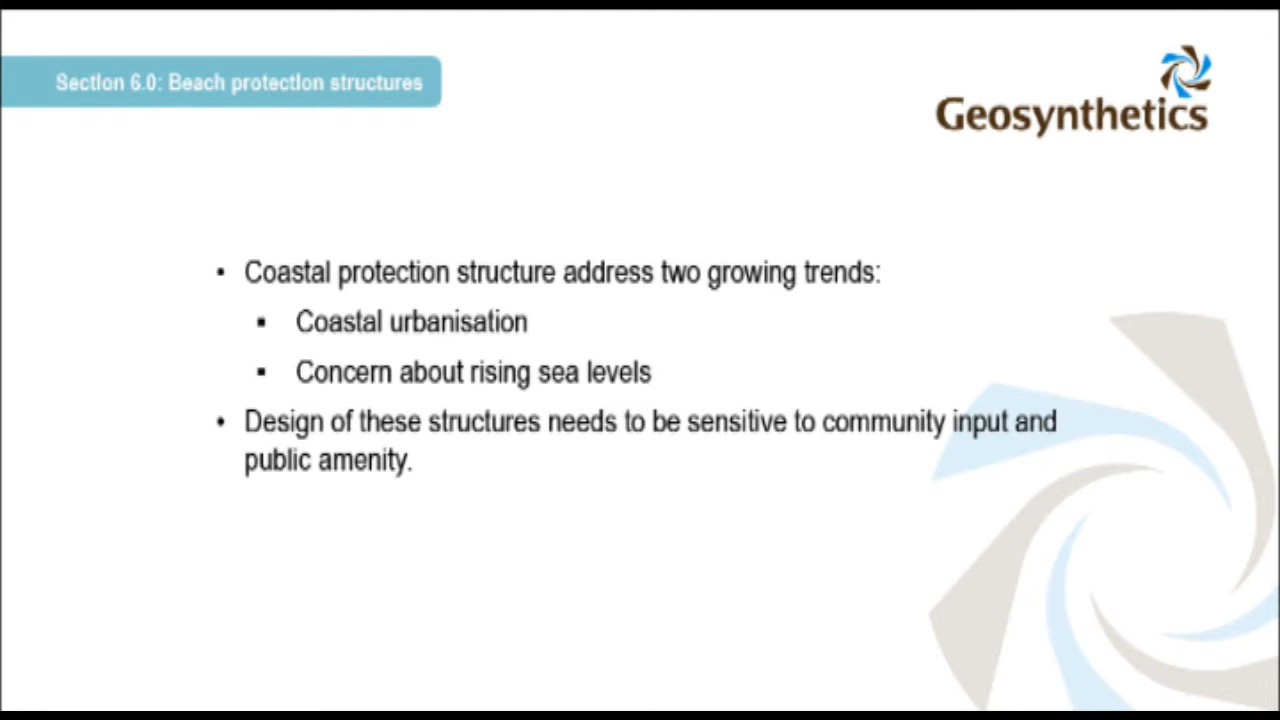 Section 6.0: Beach protection structures
Geosynthetics
• Coastal protection structure address two growing trends:
▪ Coastal urbanisation
▪ Concern about rising sea levels
• Design of these structures needs to be sensitive to community input and
public amenity.